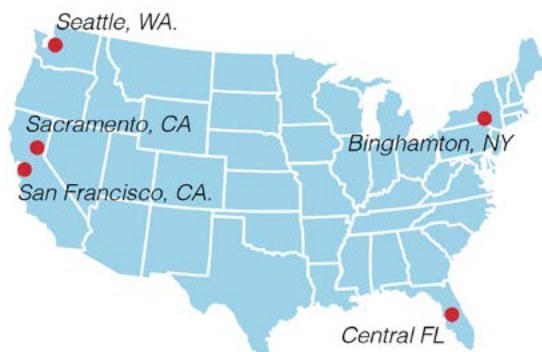 Seattle, WA.
Sacramento, CA
Binghamton, NY
San Francisco, CA.
Central FL